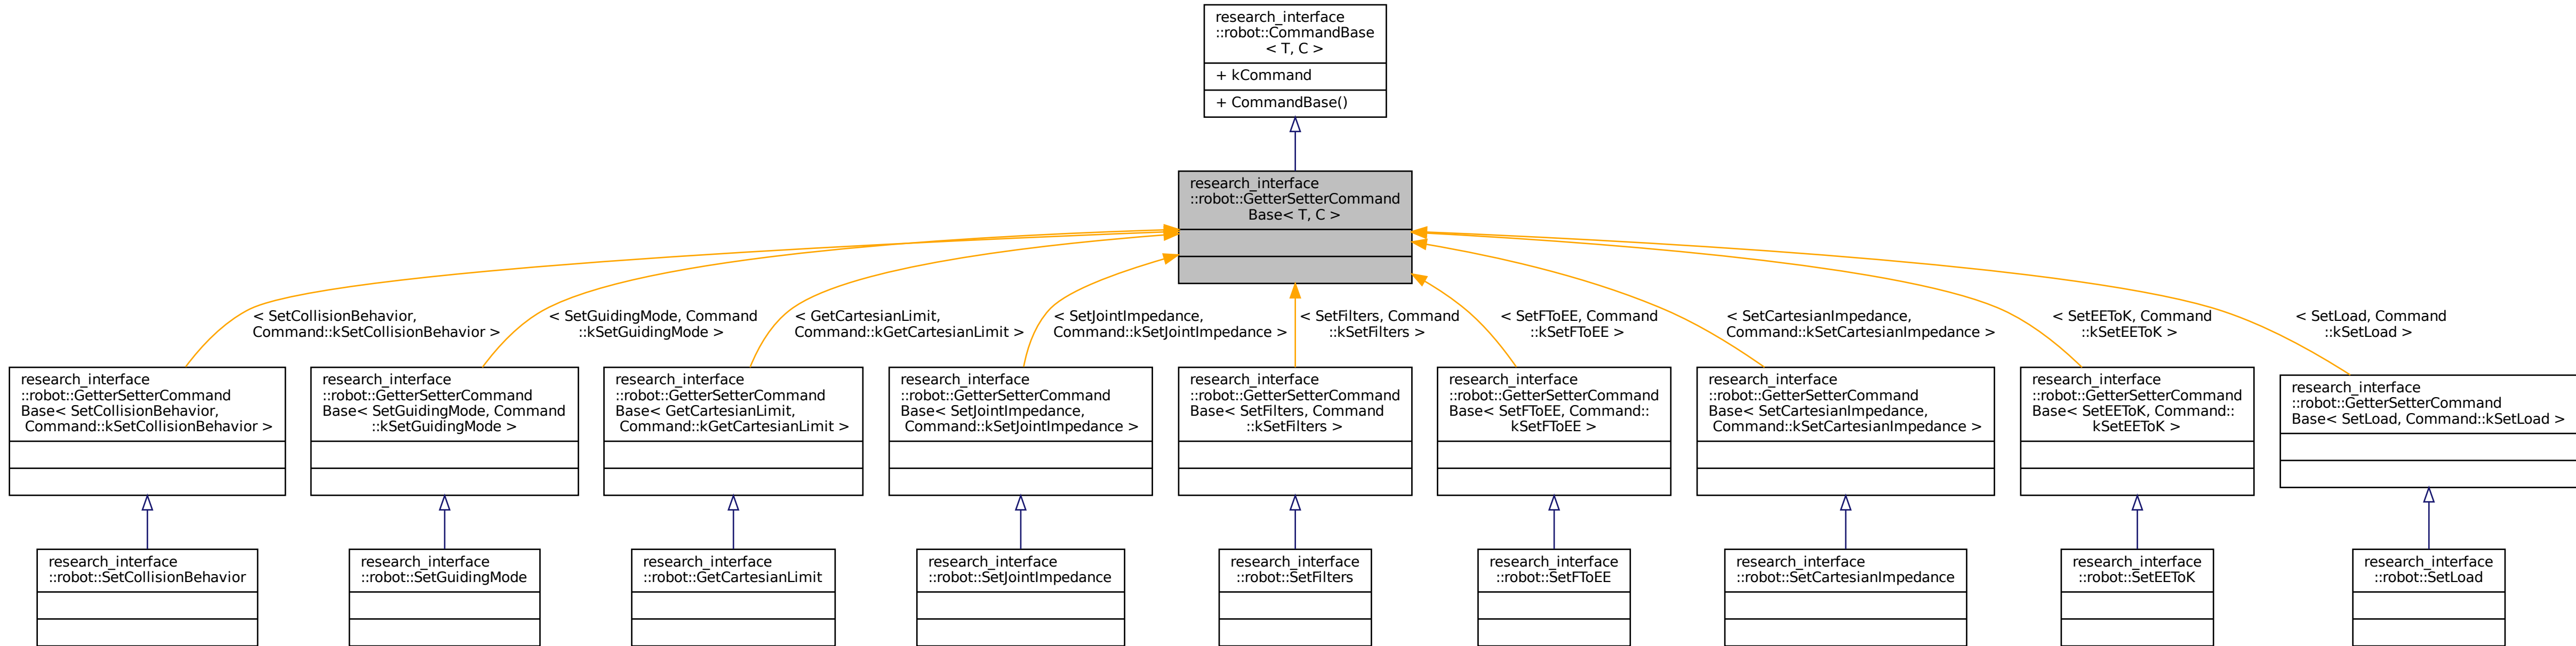 research_interface
::robot::CommandBase
< T, C >
+ kCommand
+ CommandBase()
research_interface
::robot::GetterSetterCommand
Base< T, C >
< SetCollisionBehavior,
Command::kSetCollisionBehavior >
< SetGuidingMode, Command
::kSetGuidingMode >
< GetCartesianLimit,
Command::kGetCartesianLimit >
< SetJointImpedance,
Command::kSetJointImpedance >
< SetFilters, Command
::kSetFilters >
< SetFToEE, Command
::kSetFToEE >
< SetCartesianImpedance,
Command::kSetCartesianImpedance >
< SetEEToK, Command
::kSetEEToK >
< SetLoad, Command
::kSetLoad >
research_interface
::robot::GetterSetterCommand
Base< SetCollisionBehavior,
Command::kSetCollisionBehavior >
research_interface
::robot::GetterSetterCommand
Base< SetGuidingMode, Command
::kSetGuidingMode >
research_interface
::robot::GetterSetterCommand
Base< GetCartesianLimit,
Command::kGetCartesianLimit >
research_interface
::robot::GetterSetterCommand
Base< SetJointImpedance,
Command::kSetJointImpedance >
research_interface
::robot::GetterSetterCommand
Base< SetFilters, Command
::kSetFilters >
research_interface
::robot::GetterSetterCommand
Base< SetFToEE, Command::
kSetFToEE >
research_interface
::robot::GetterSetterCommand
Base< SetCartesianImpedance,
Command::kSetCartesianImpedance >
research_interface
::robot::GetterSetterCommand
Base< SetEEToK, Command::
kSetEEToK >
research_interface
::robot::GetterSetterCommand
Base< SetLoad, Command::kSetLoad >
research_interface
::robot::SetCollisionBehavior
research_interface
::robot::SetGuidingMode
research_interface
::robot::GetCartesianLimit
research_interface
::robot::SetJointImpedance
research_interface
::robot::SetFilters
research_interface
::robot::SetFToEE
research_interface
::robot::SetCartesianImpedance
research_interface
::robot::SetEEToK
research_interface
::robot::SetLoad